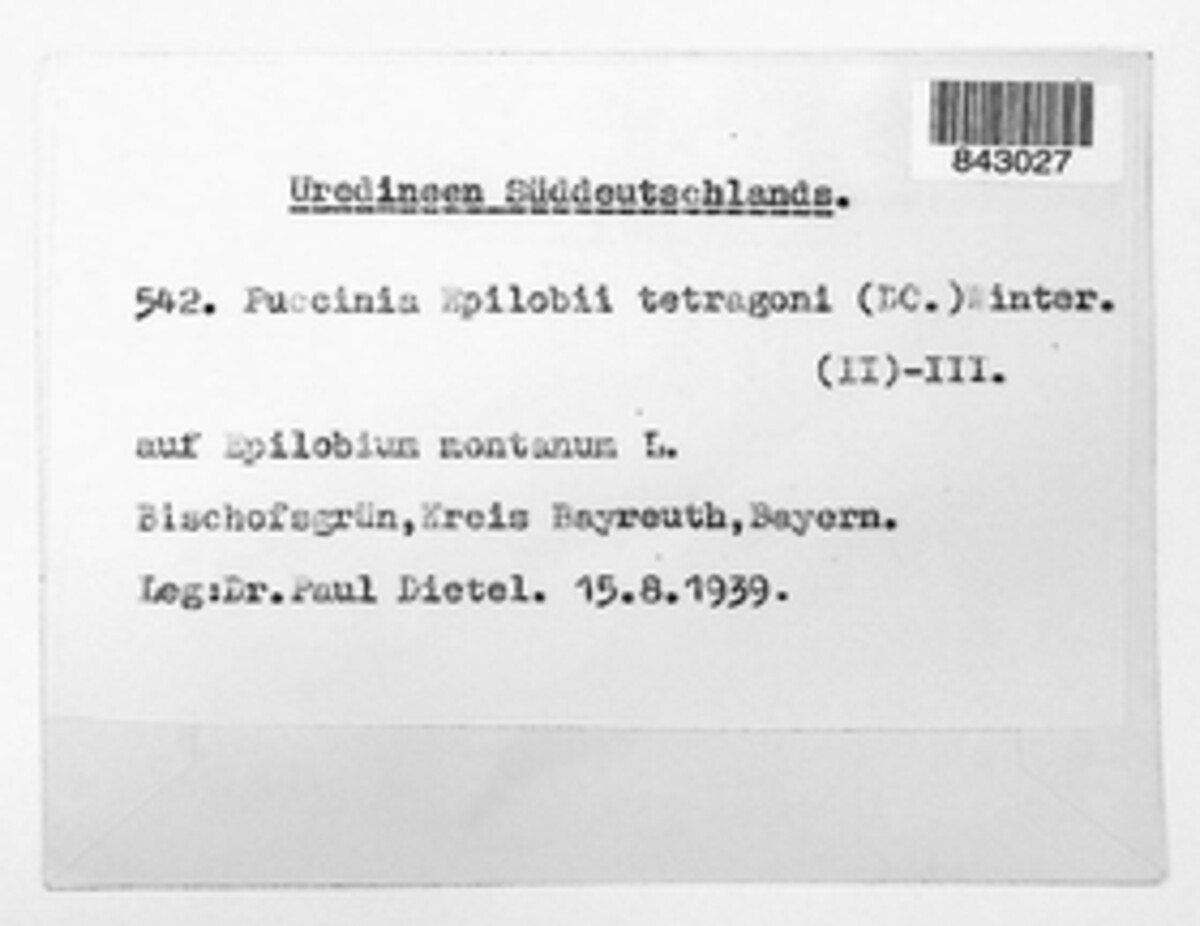 843027
Uredineen Süddeutschlands.
542. Puccinia Epilobii tetragoni (DC.)Winter.
(II)-III.
auf Epilobium montanum L.
Bischofsgrün,Kreis Bayreuth,Bayern.
Leg:Dr.Paul Dietel. 15.8.1939.